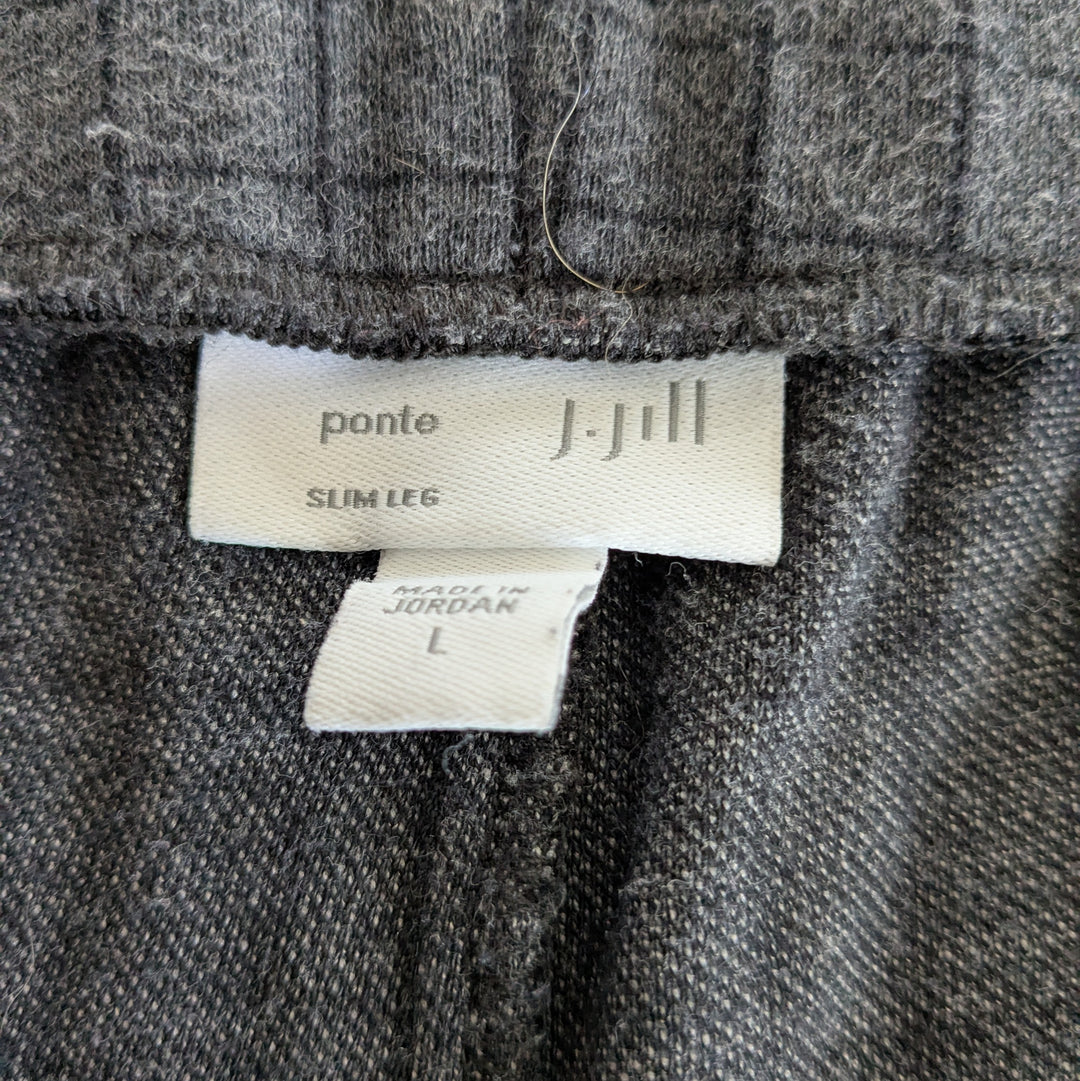 ponte
J.Jill
SLIM LEG
MADE IN
JORDAN
L